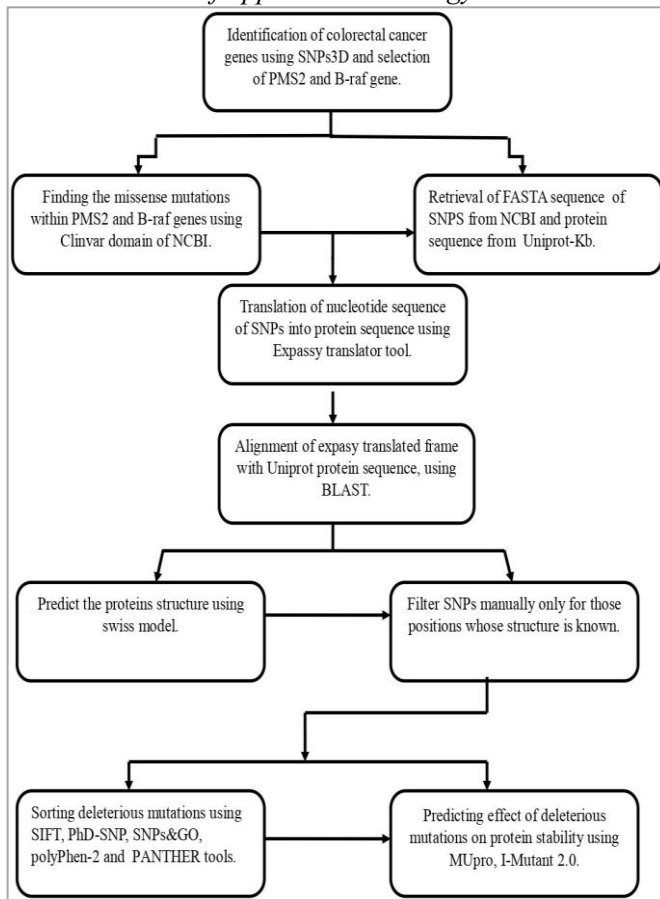 Identification of colorectal cancer
genes using SNPs3D and selection
of PMS2 and B-raf gene.
Finding the missense mutations
within PMS2 and B-raf genes using
Clinvar domain of NCBI.
Retrieval of FASTA sequence of
SNPS from NCBI and protein
sequence from Uniprot-Kb.
Translation of nucleotide sequence
of SNPs into protein sequence using
Expassy translator tool.
Alignment of expasy translated frame
with Uniprot protein sequence, using
BLAST.
Predict the proteins structure using
swiss model.
Filter SNPs manually only for those
positions whose structure is known.
Sorting deleterious mutations using
SIFT, PhD-SNP, SNPs&GO,
polyPhen-2 and PANTHER tools.
Predicting effect of deleterious
mutations on protein stability using
MUpro, I-Mutant 2.0.